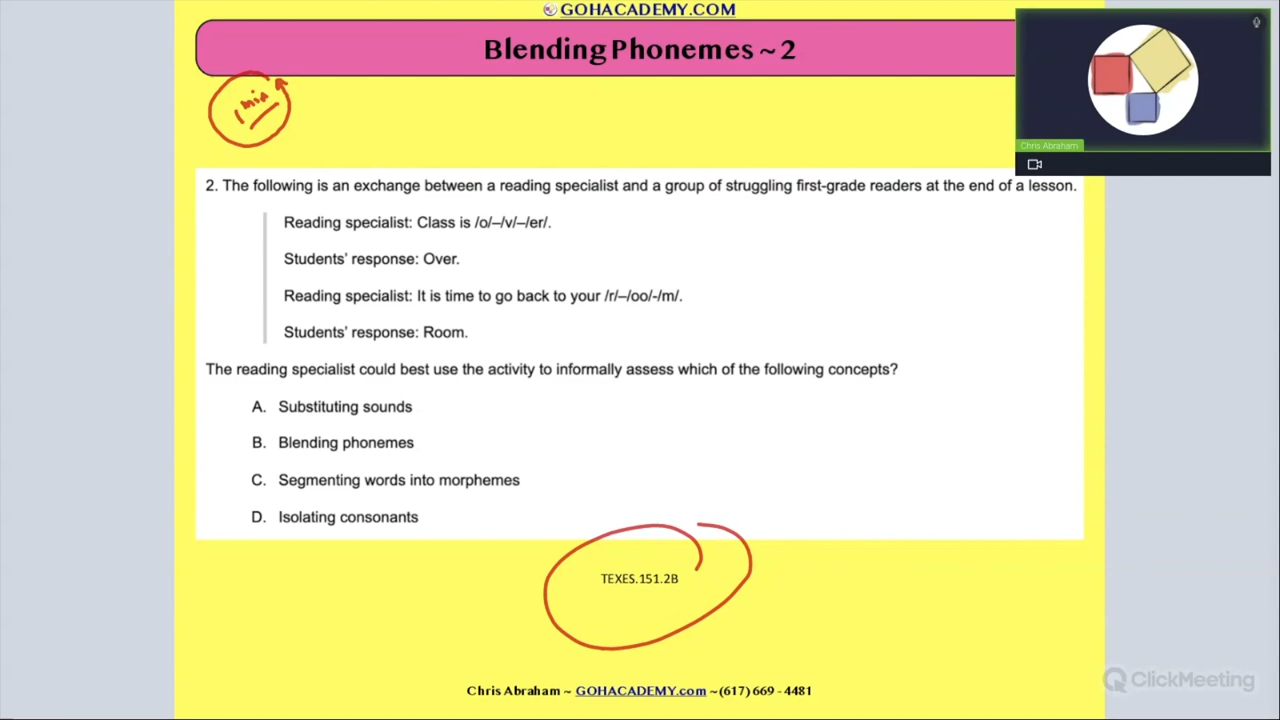 GOHACADEMY.COM
Blending Phonemes ~ 2
mix
Chris Abraham
2. The following is an exchange between a reading specialist and a group of struggling first-grade readers at the end of a lesson.
Reading specialist: Class is /o/–/v/–/er/.
Students’ response: Over.
Reading specialist: It is time to go back to your /r/–/oo/-/m/.
Students’ response: Room.
The reading specialist could best use the activity to informally assess which of the following concepts?
A. Substituting sounds
B. Blending phonemes
C. Segmenting words into morphemes
D. Isolating consonants
TEXES.151.2B
Chris Abraham ~ GOHACADEMY.com ~(617) 669 - 4481
ClickMeeting